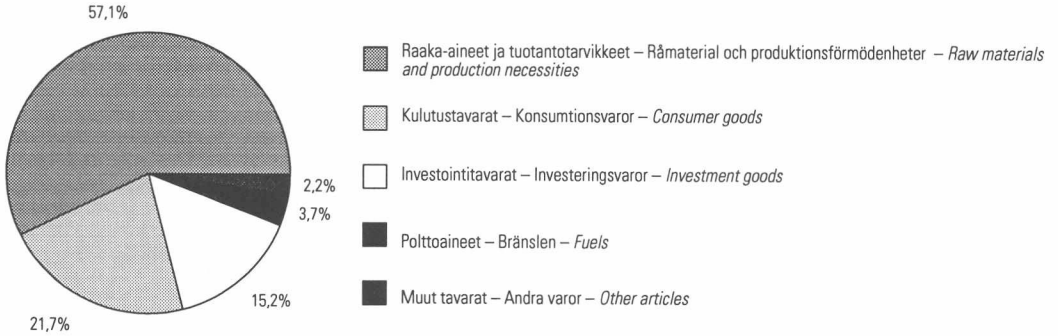 57,1%
Raaka-aineet ja tuotantotarvikkeet – Råmaterial och produktionsförmödenheter – Raw materials
and production necessities
Kulutustavarat – Konsumtionsvaror – Consumer goods
Investointitavarat – Investeringsvaror – Investment goods
2,2%
3,7%
Polttoaineet – Bränslen – Fuels
15,2%
Muut tavarat – Andra varor – Other articles
21,7%